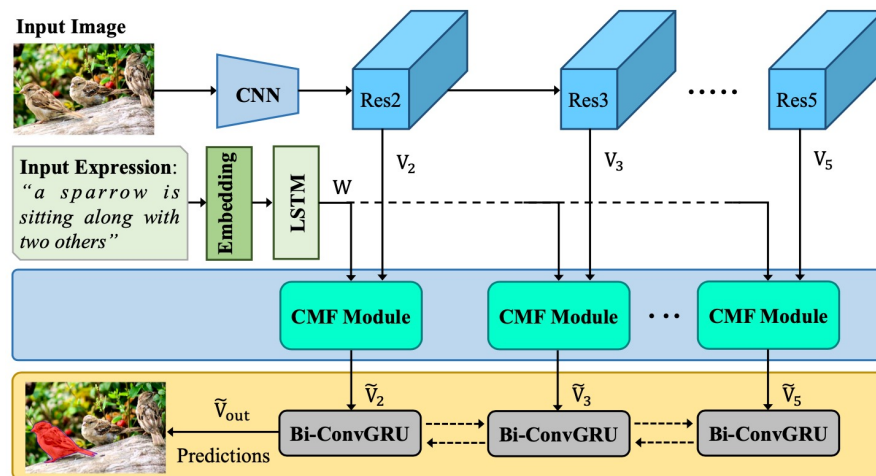 Input Image
CNN
Res2
Res3
.....
Res5
V₂
V₃
V₅
Input Expression:
“a sparrow is
sitting along with
two others”
Embedding
LSTM
W
CMF Module
CMF Module
...
CMF Module
Ṽ₂
Ṽ₃
Ṽ₅
Ṽout
Predictions
Bi-ConvGRU
Bi-ConvGRU
Bi-ConvGRU